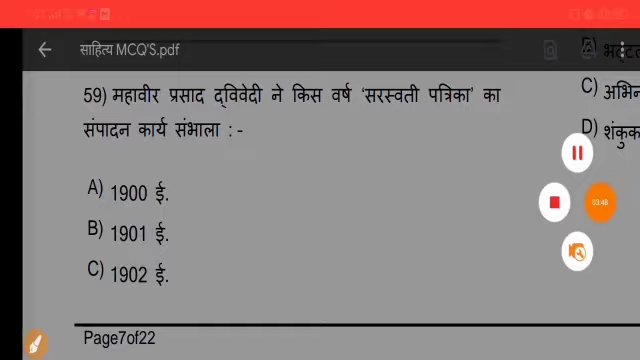 साहित्य MCQ'S.pdf
59) महावीर प्रसाद द्विवेदी ने किस वर्ष 'सरस्वती पत्रिका' का
संपादन कार्य संभाला : -
A) 1900 ई.
B) 1901 ई.
C) 1902 ई.
Page7of22
C) अभिन
D) शंकुक
03:48